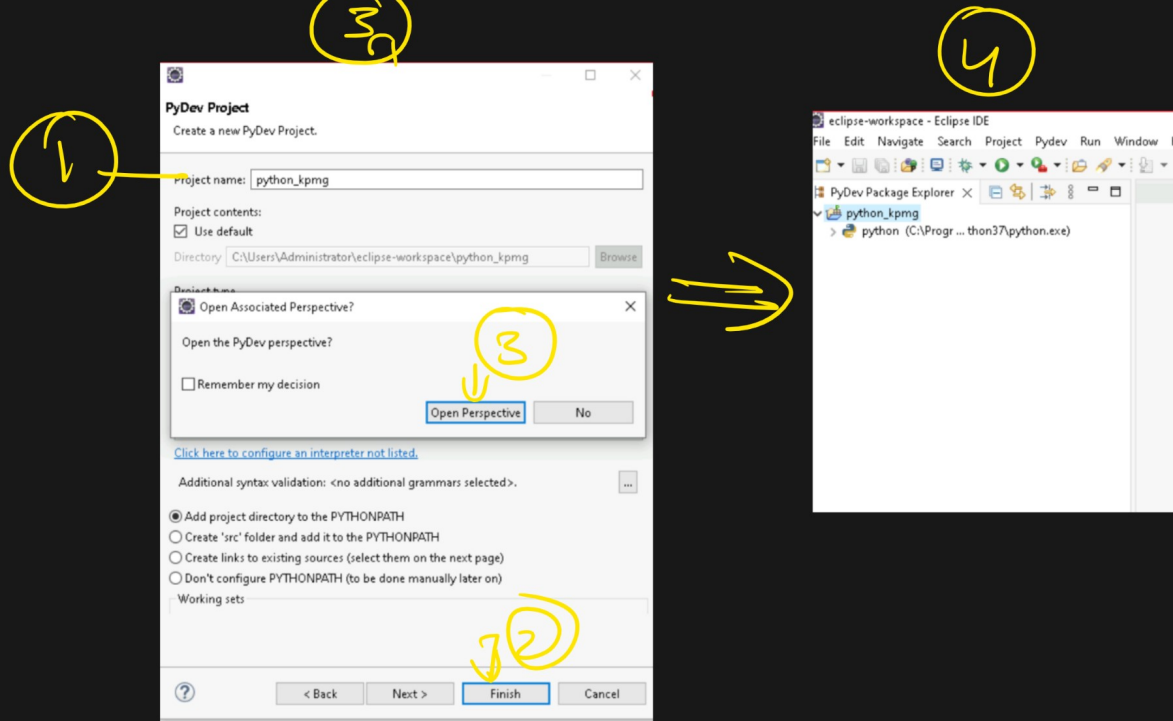 3
4
1
PyDev Project
Create a new PyDev Project.
Project name: python_kpmg
Project contents:
Use default
Directory C:\Users\Administrator\eclipse-workspace\python_kpmg Browse
Project type
Open Associated Perspective?
Open the PyDev perspective?
3
Remember my decision
Open Perspective No
Click here to configure an interpreter not listed.
Additional syntax validation: <no additional grammars selected>. ...
Add project directory to the PYTHONPATH
Create 'src' folder and add it to the PYTHONPATH
Create links to existing sources (select them on the next page)
Don't configure PYTHONPATH (to be done manually later on)
Working sets
2
? < Back Next > Finish Cancel
eclipse-workspace - Eclipse IDE
File Edit Navigate Search Project Pydev Run Window
PyDev Package Explorer
python_kpmg
python (C:\Progr ... thon37\python.exe)